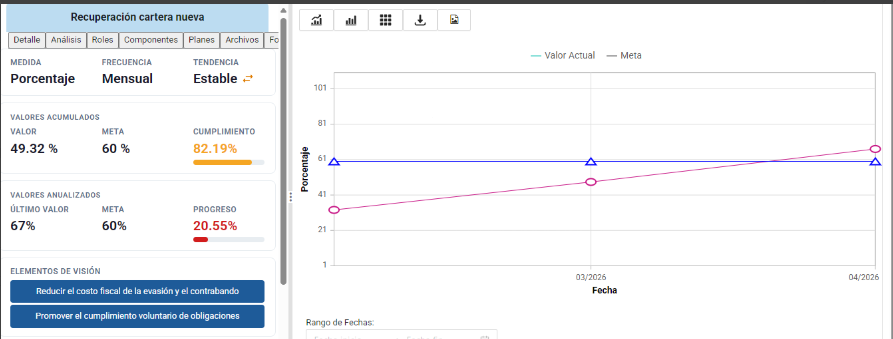 Recuperación cartera nueva
Detalle Análisis Roles Componentes Planes Archivos Fo
MEDIDA FRECUENCIA TENDENCIA
Porcentaje Mensual Estable
VALORES ACUMULADOS
VALOR META CUMPLIMIENTO
49.32 % 60 % 82.19%
VALORES ANUALIZADOS
ÚLTIMO VALOR META PROGRESO
67% 60% 20.55%
ELEMENTOS DE VISIÓN
Reducir el costo fiscal de la evasión y el contrabando
Promover el cumplimiento voluntario de obligaciones
Valor Actual Meta
Porcentaje
101
81
61
41
21
1
03/2026 04/2026
Fecha
Rango de Fechas: